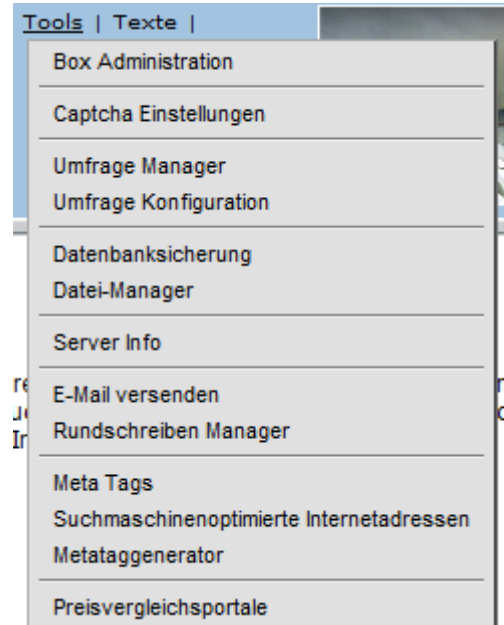 Tools | Texte |
Box Administration
Captcha Einstellungen
Umfrage Manager
Umfrage Konfiguration
Datenbanksicherung
Datei-Manager
Server Info
E-Mail versenden
Rundschreiben Manager
Meta Tags
Suchmaschinenoptimierte Internetadressen
Metataggenerator
Preisvergleichsportale